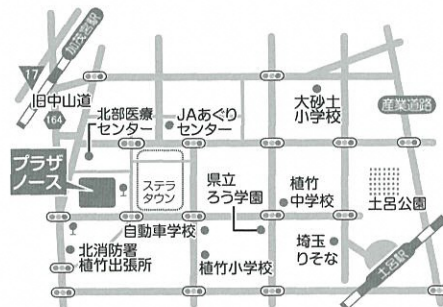 加茂宮駅
17
旧中山道
164
北部医療
センター
JAあぐり
センター
大砂土
小学校
産業道路
プラザ
ノース
ステラ
タウン
県立
ろう学園
植竹
中学校
土呂公園
自動車学校
北消防署
植竹出張所
植竹小学校
埼玉
りそな
土呂駅